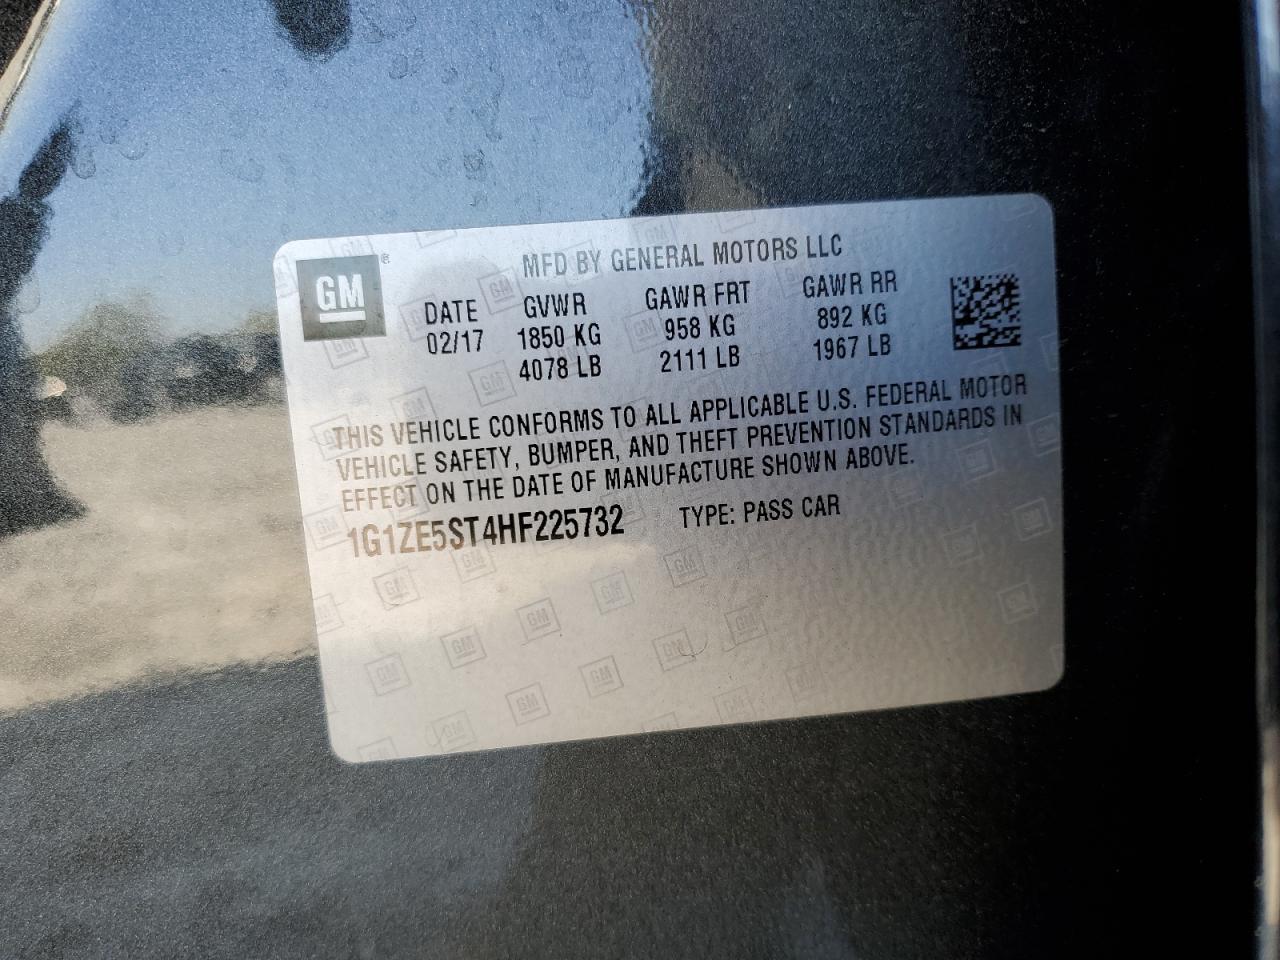 GM
MFD BY GENERAL MOTORS LLC
DATE GVWR GAWR FRT GAWR RR
02/17 1850 KG 958 KG 892 KG
4078 LB 2111 LB 1967 LB
THIS VEHICLE CONFORMS TO ALL APPLICABLE U.S. FEDERAL MOTOR
VEHICLE SAFETY, BUMPER, AND THEFT PREVENTION STANDARDS IN
EFFECT ON THE DATE OF MANUFACTURE SHOWN ABOVE.
1G1ZE5ST4HF225732 TYPE: PASS CAR